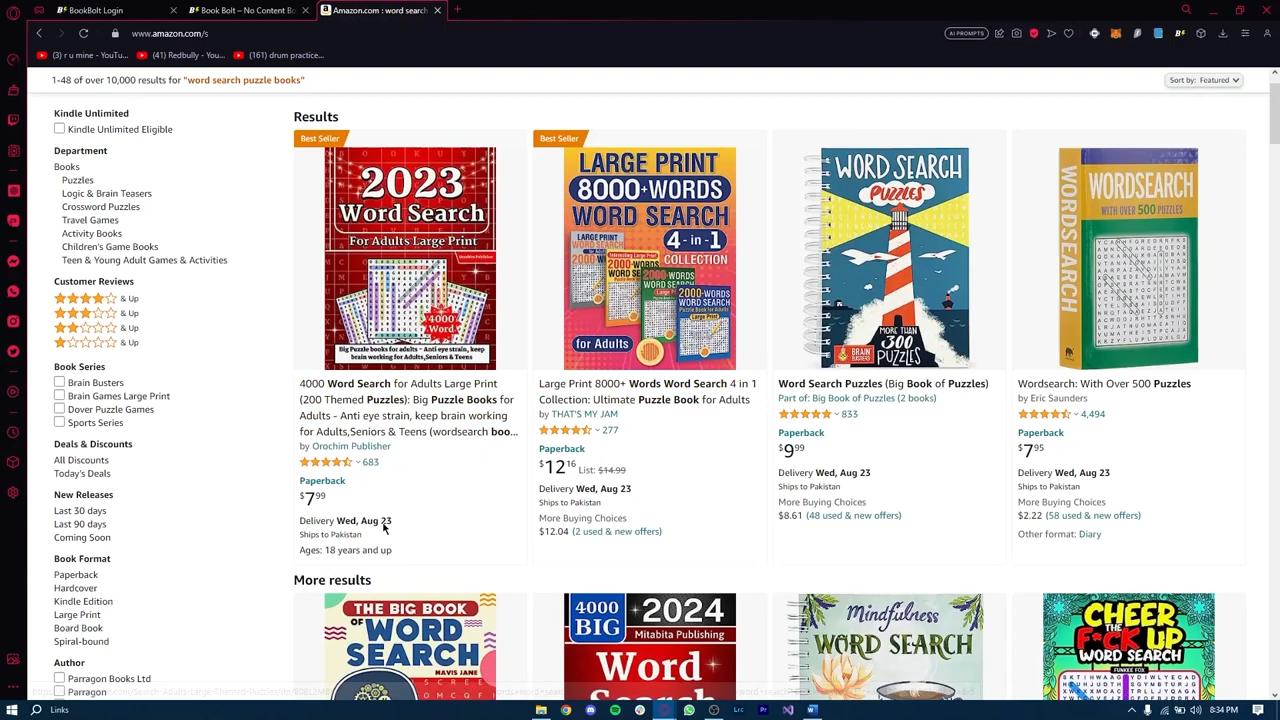 BookBolt Login
Book Bolt – No Content Bo
Amazon.com : word search
www.amazon.com/s
AI PROMPTS
(3) r u mine - YouTu...
(41) Redbully - You...
(161) drum practice...
1-48 of over 10,000 results for "word search puzzle books"
Sort by: Featured
Kindle Unlimited
Kindle Unlimited Eligible
Department
Books
Puzzles
Logic & Brain Teasers
Crossword Puzzles
Travel Games
Activity Books
Children's Game Books
Teen & Young Adult Games & Activities
Customer Reviews
& Up
& Up
& Up
& Up
Book Series
Brain Busters
Brain Games Large Print
Dover Puzzle Games
Sports Series
Deals & Discounts
All Discounts
Today's Deals
New Releases
Last 30 days
Last 90 days
Coming Soon
Book Format
Paperback
Hardcover
Kindle Edition
Large Print
Board Book
Spiral-bound
Author
Parragon Books Ltd
Parragon
Results
Best Seller
2023
Word Search
For Adults Large Print
4000
Word
Big Puzzle books for adults - Anti eye strain, keep
brain working for Adults,Seniors & Teens
4000 Word Search for Adults Large Print
(200 Themed Puzzles): Big Puzzle Books for
Adults - Anti eye strain, keep brain working
for Adults,Seniors & Teens (wordsearch boo...
by Orochim Publisher
683
Paperback
$7.99
Delivery Wed, Aug 23
Ships to Pakistan
Ages: 18 years and up
Best Seller
LARGE PRINT
8000+WORDS
WORD SEARCH
4-in-1
COLLECTION
for Adults
Large Print 8000+ Words Word Search 4 in 1
Collection: Ultimate Puzzle Book for Adults
by THAT'S MY JAM
277
Paperback
$12.16 List: $14.99
Delivery Wed, Aug 23
Ships to Pakistan
More Buying Choices
$12.04 (2 used & new offers)
WORD SEARCH
PUZZLES
MORE THAN
300
PUZZLES
BRAIN
BUSTERS
Word Search Puzzles (Big Book of Puzzles)
Part of: Big Book of Puzzles (2 books)
833
Paperback
$9.99
Delivery Wed, Aug 23
Ships to Pakistan
More Buying Choices
$8.61 (48 used & new offers)
WORDSEARCH
WORDSEARCH
WITH OVER 500 PUZZLES
Wordsearch: With Over 500 Puzzles
by Eric Saunders
4,494
Paperback
$7.95
Delivery Wed, Aug 23
Ships to Pakistan
More Buying Choices
$2.22 (58 used & new offers)
Other format: Diary
More results
THE BIG BOOK
OF WORD
SEARCH
MAVIS JANE
4000
BIG
2024
Mitabita Publishing
Word
Mindfulness
WORD SEARCH
CHEER
THE
F*CK UP
WORD SEARCH
FUNKEE FOX
Links
Lrc
Pr
8:34 PM